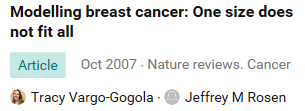 Modelling breast cancer: One size does
not fit all
Article Oct 2007 · Nature reviews. Cancer
Tracy Vargo-Gogola · Jeffrey M Rosen